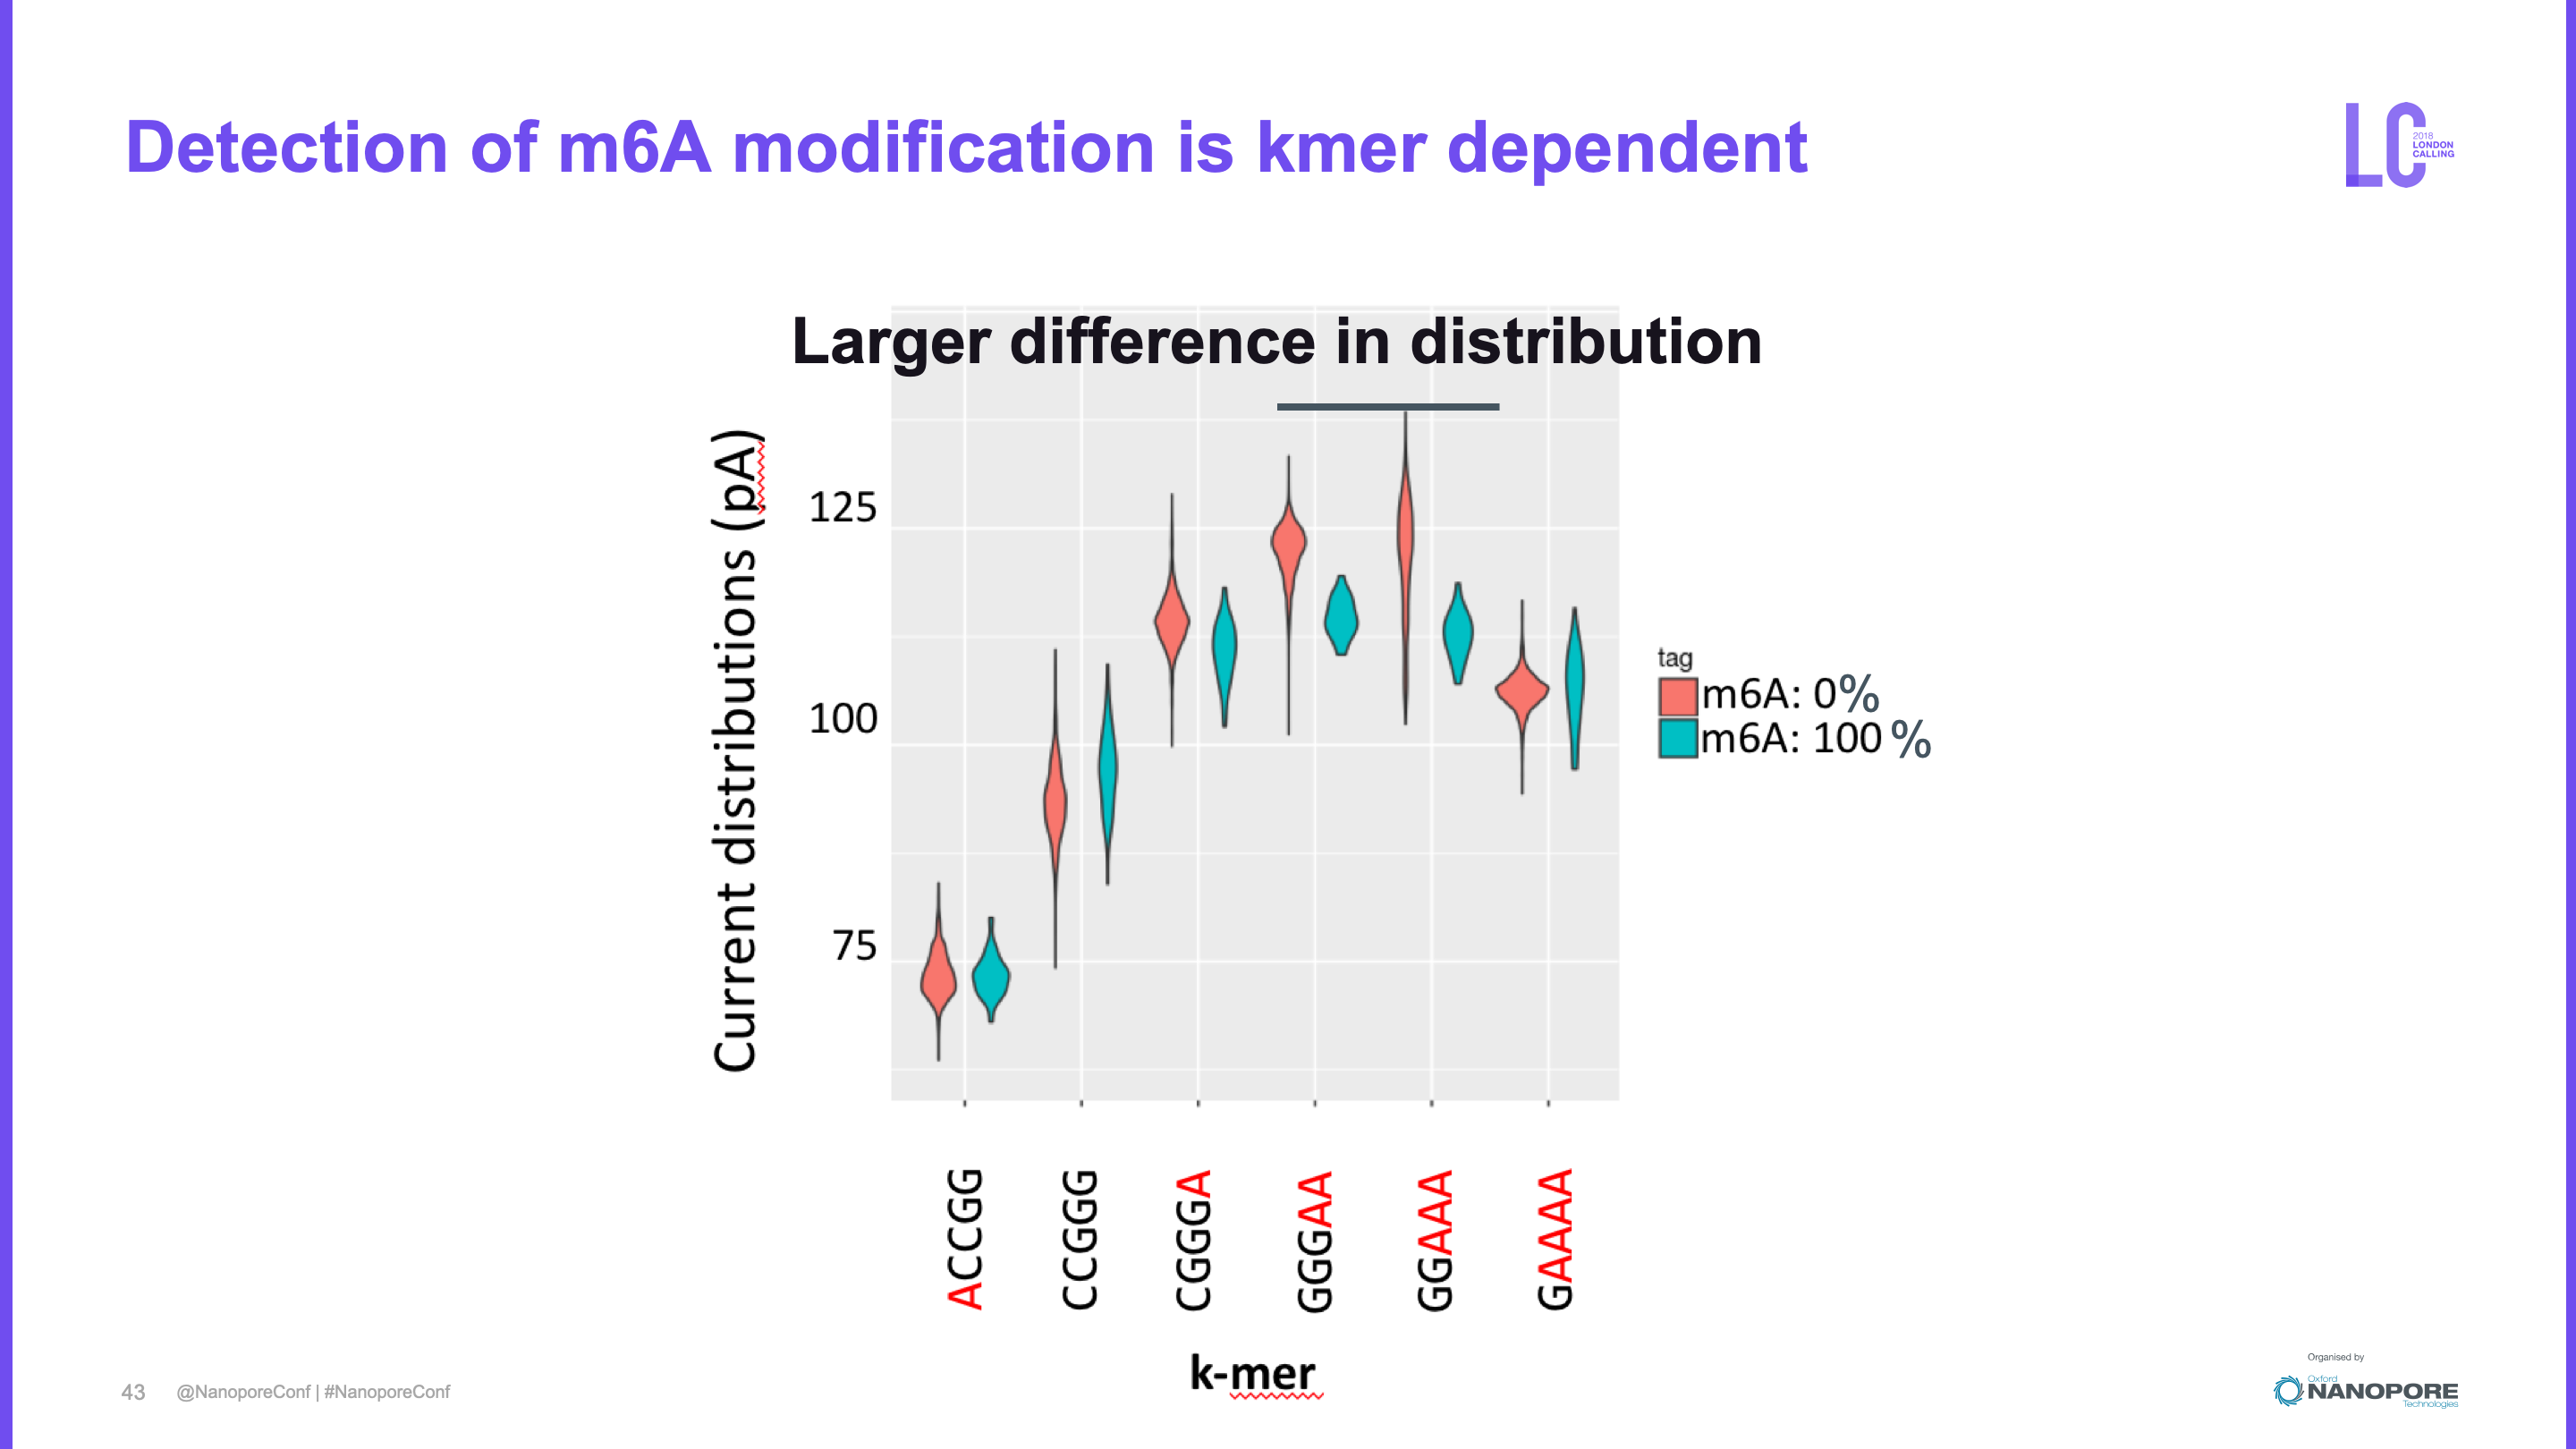 Detection of m6A modification is kmer dependent
LC
2018
LONDON
CALLING
Larger difference in distribution
Current distributions (pA)
125
100
75
tag
m6A: 0%
m6A: 100 %
ACCGG
CCGGG
CGGGA
GGGAA
GGAAA
GAAAA
k-mer
43 @NanoporeConf | #NanoporeConf
Organised by
Oxford
NANOPORE
Technologies